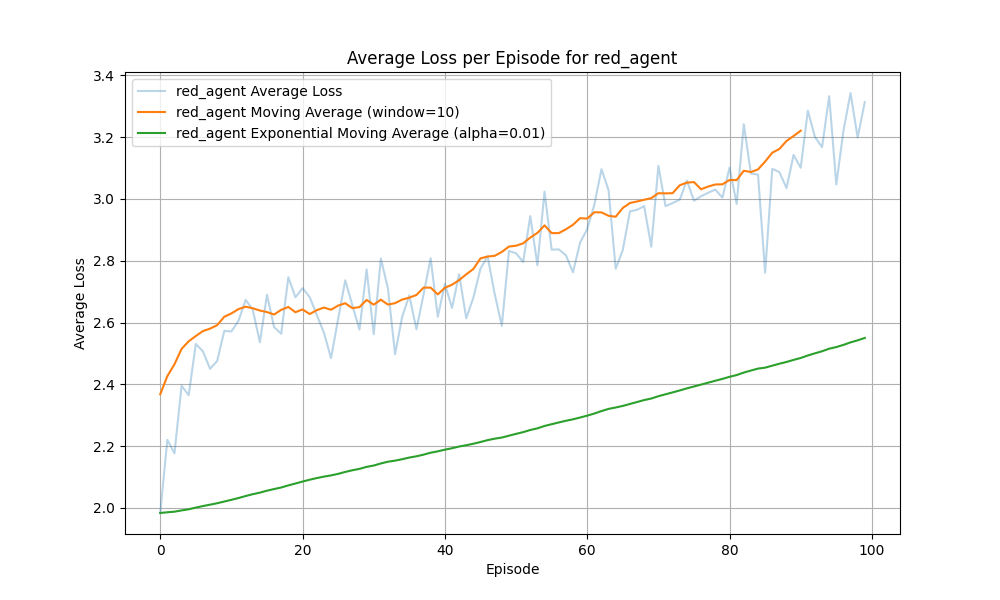 Average Loss per Episode for red_agent
red_agent Average Loss
red_agent Moving Average (window=10)
red_agent Exponential Moving Average (alpha=0.01)
Average Loss
3.4
3.2
3.0
2.8
2.6
2.4
2.2
2.0
0 20 40 60 80 100
Episode